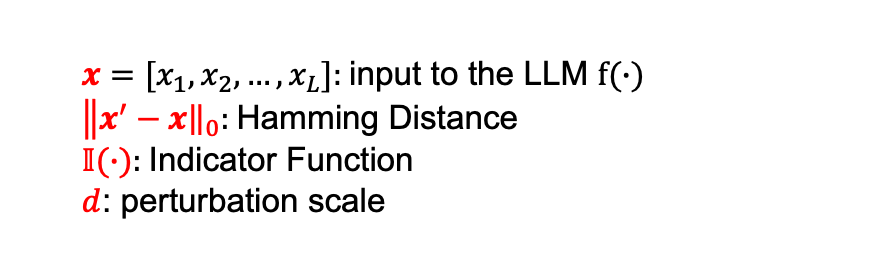 x = [x₁, x₂, …, x_L]: input to the LLM f(·)
‖x′ − x‖₀: Hamming Distance
𝕀(·): Indicator Function
d: perturbation scale